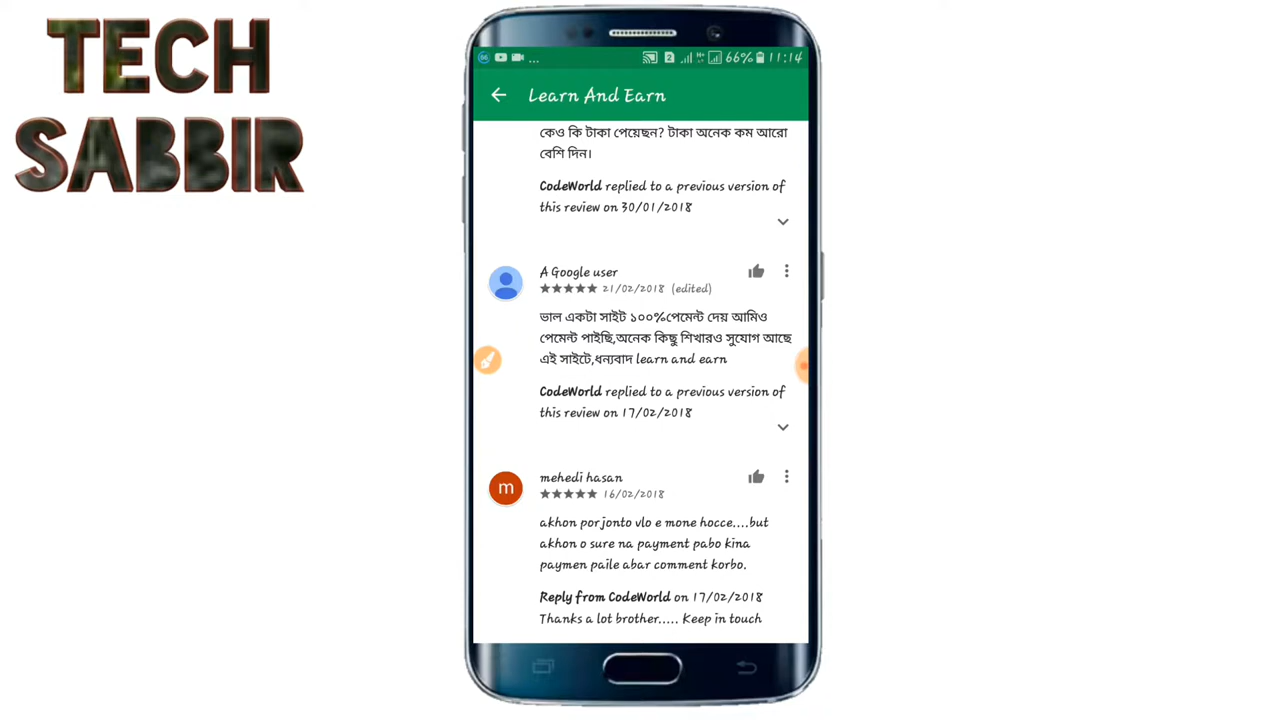 TECH
SABBIR
66% 11:14
Learn And Earn
কেও কি টাকা পেয়েছন? টাকা অনেক কম আরো
বেশি দিন।
CodeWorld replied to a previous version of
this review on 30/01/2018
A Google user
★★★★★ 21/02/2018 (edited)
ভাল একটা সাইট ১০০%পেমেন্ট দেয় আমিও
পেমেন্ট পাইছি,অনেক কিছু শিখারও সুযোগ আছে
এই সাইটে,ধন্যবাদ learn and earn
CodeWorld replied to a previous version of
this review on 17/02/2018
m
mehedi hasan
★★★★★ 16/02/2018
akhon porjonto vlo e mone hocce....but
akhon o sure na payment pabo kina
paymen paile abar comment korbo.
Reply from CodeWorld on 17/02/2018
Thanks a lot brother..... Keep in touch